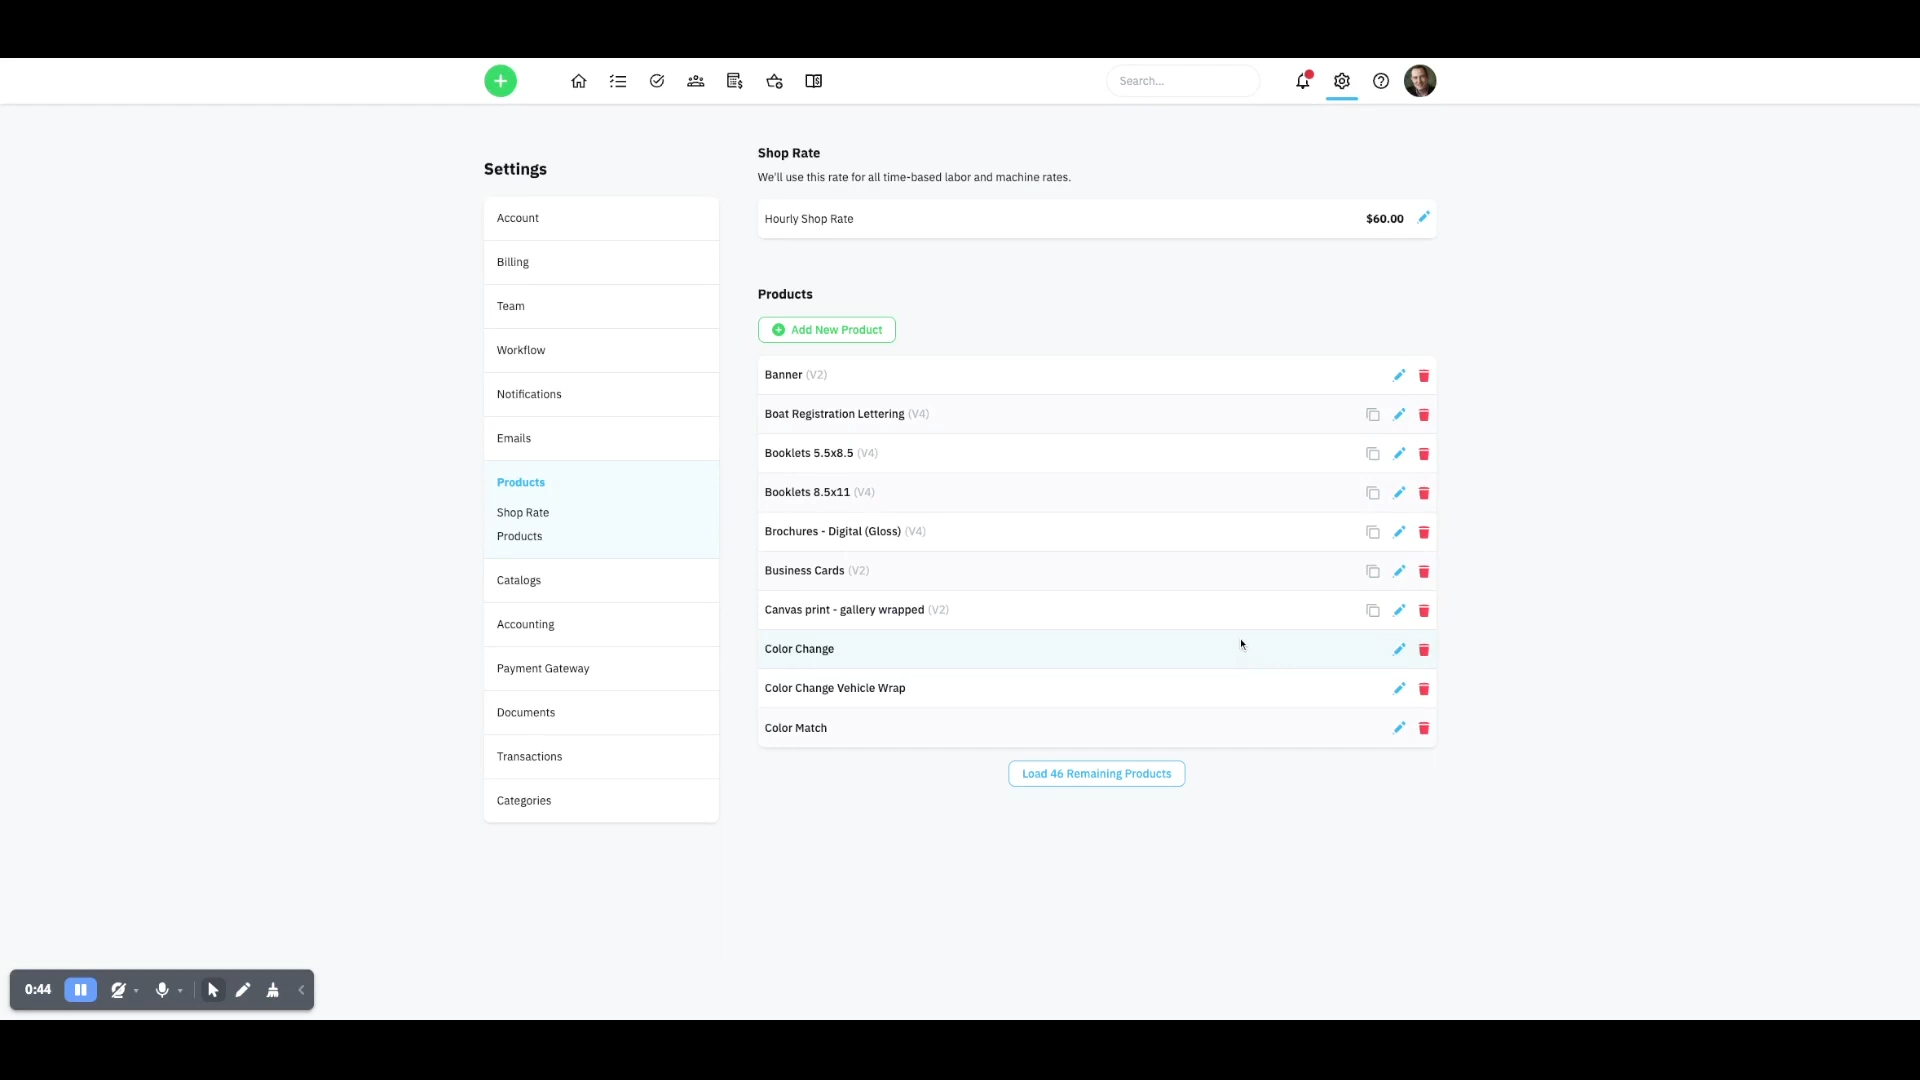 Search...
Settings
Account
Billing
Team
Workflow
Notifications
Emails
Products
Shop Rate
Products
Catalogs
Accounting
Payment Gateway
Documents
Transactions
Categories
Shop Rate
We'll use this rate for all time-based labor and machine rates.
Hourly Shop Rate $60.00
Products
Add New Product
Banner (V2)
Boat Registration Lettering (V4)
Booklets 5.5x8.5 (V4)
Booklets 8.5x11 (V4)
Brochures - Digital (Gloss) (V4)
Business Cards (V2)
Canvas print - gallery wrapped (V2)
Color Change
Color Change Vehicle Wrap
Color Match
Load 46 Remaining Products
0:44